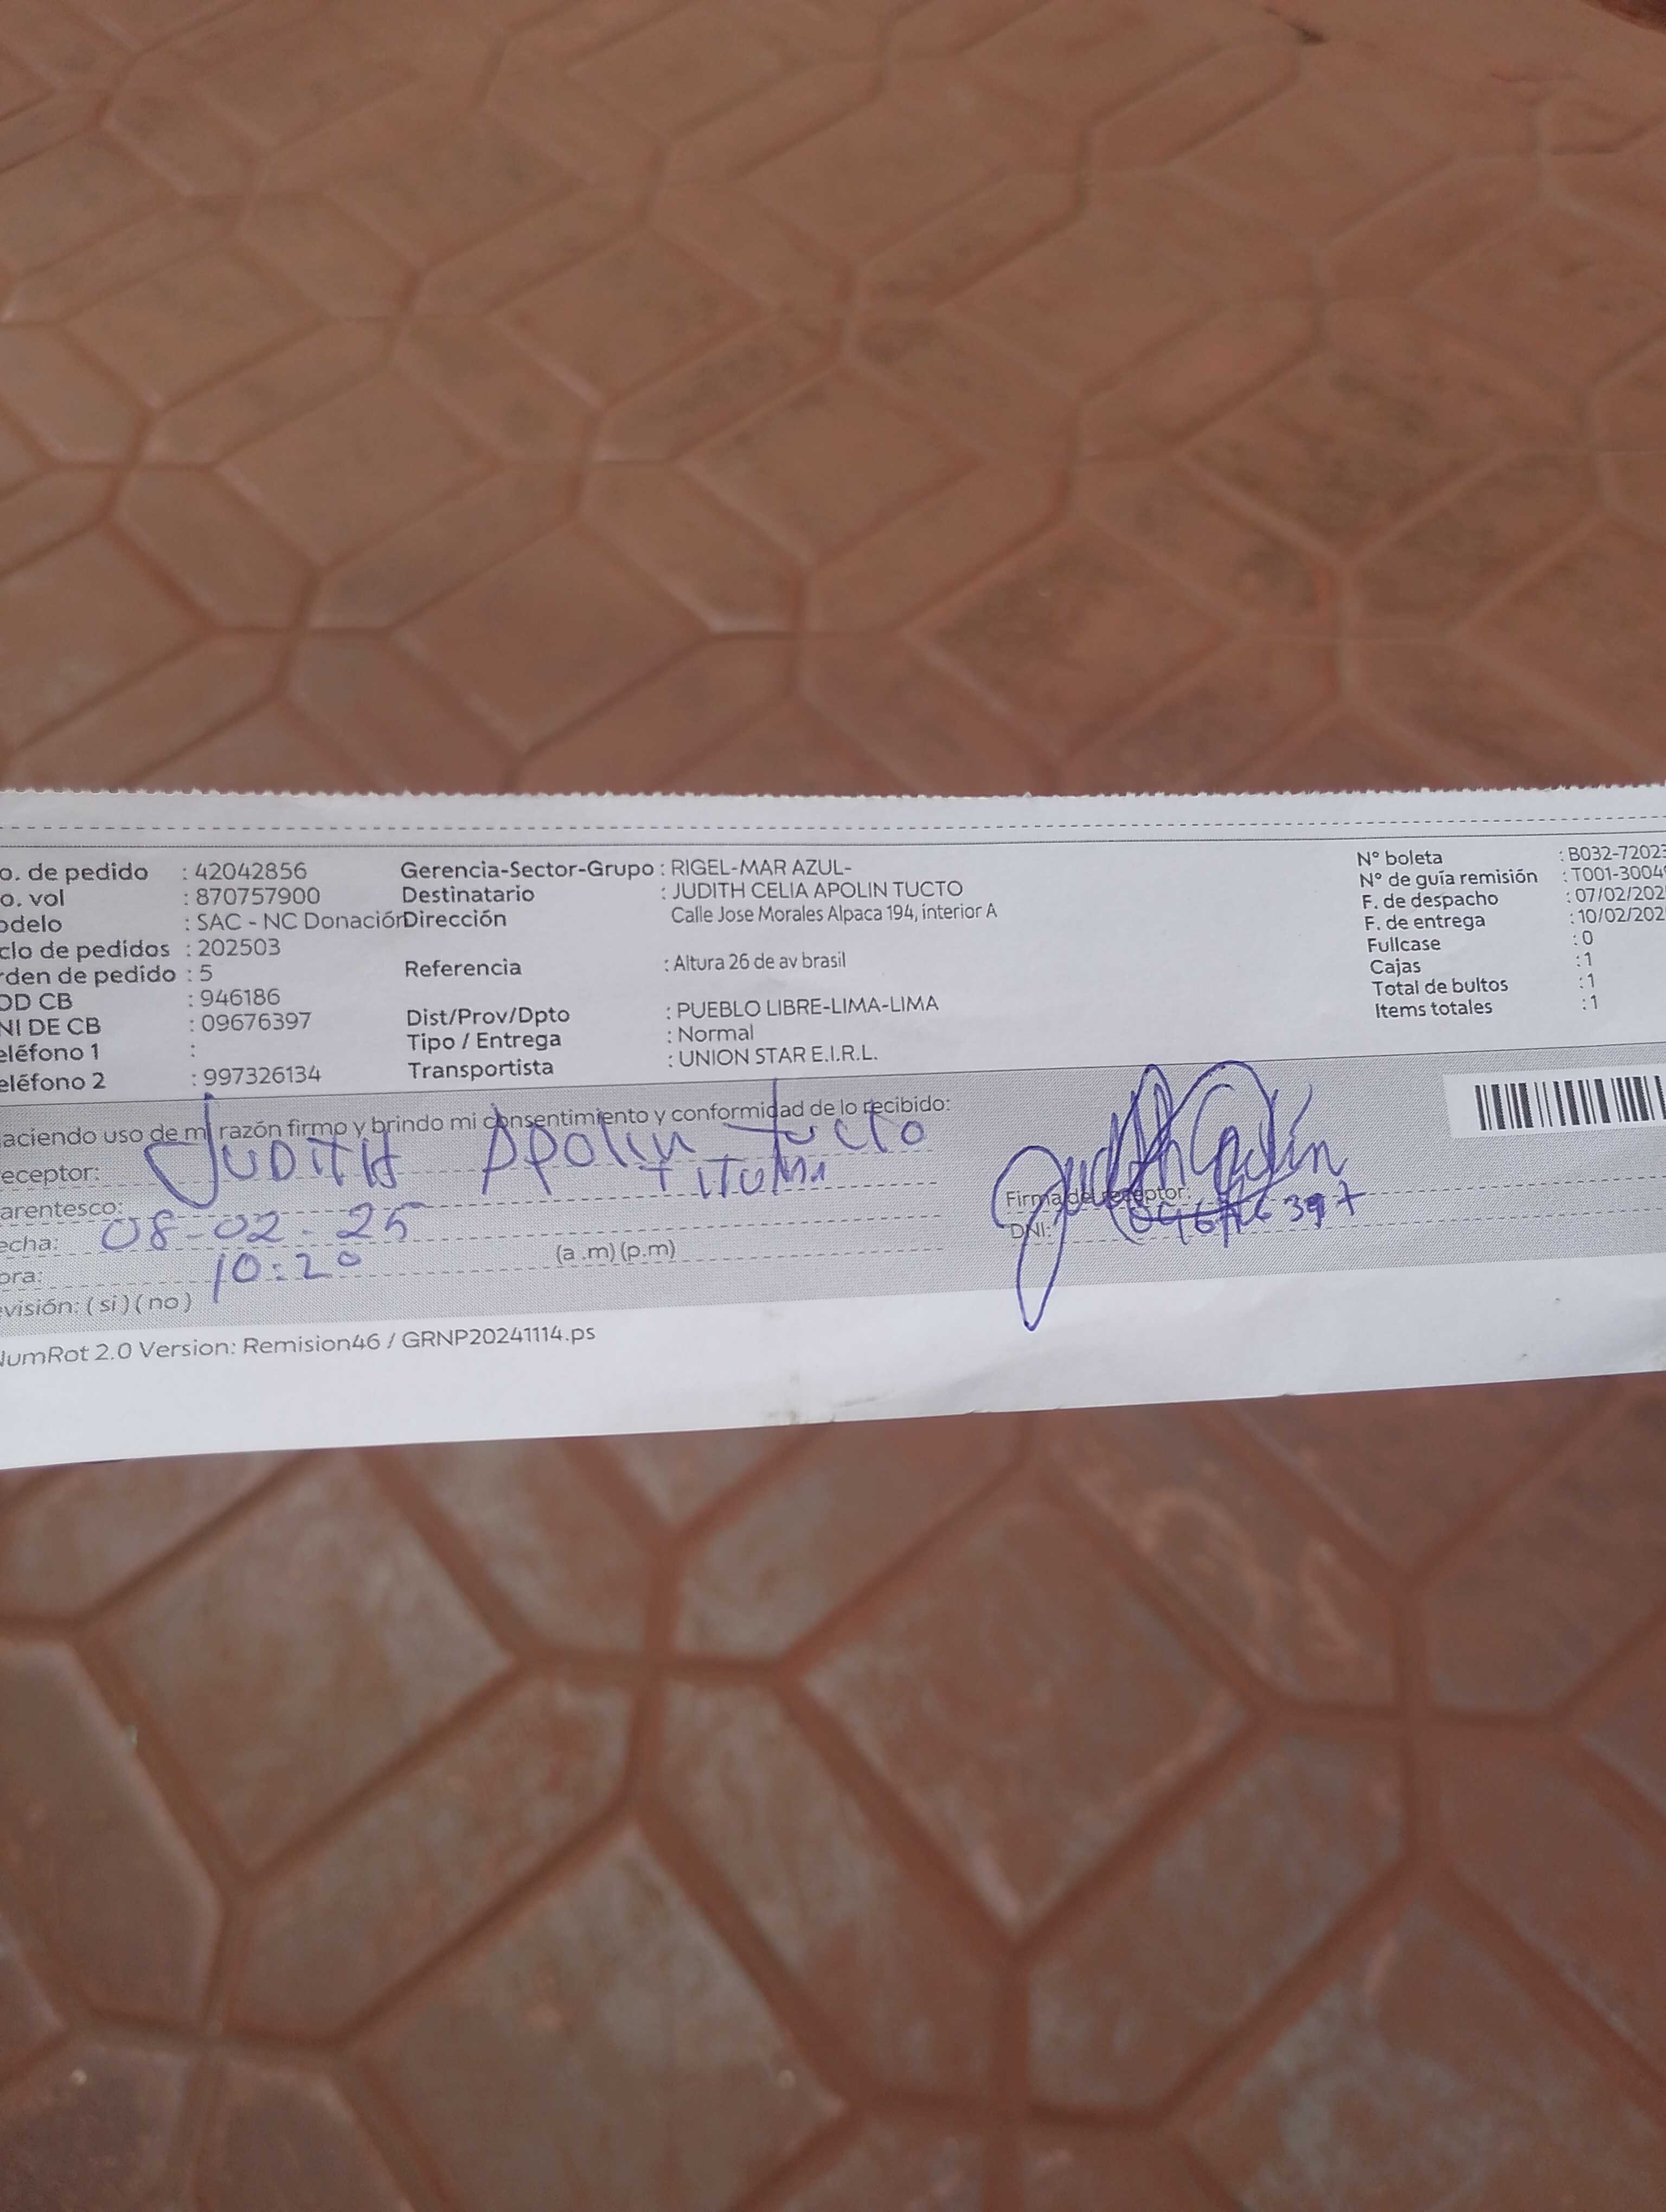 o. de pedido : 42042856
o. vol : 870757900
odelo : SAC - NC Donación
clo de pedidos : 202503
rden de pedido : 5
OD CB : 946186
NI DE CB : 09676397
eléfono 1 :
eléfono 2 : 997326134
Gerencia-Sector-Grupo : RIGEL-MAR AZUL-
Destinatario : JUDITH CELIA APOLIN TUCTO
Dirección Calle Jose Morales Alpaca 194, interior A
Referencia : Altura 26 de av brasil
Dist/Prov/Dpto : PUEBLO LIBRE-LIMA-LIMA
Tipo / Entrega : Normal
Transportista : UNION STAR E.I.R.L.
N° boleta : B032-72023
N° de guía remisión : T001-3004
F. de despacho : 07/02/202
F. de entrega : 10/02/202
Fullcase : 0
Cajas : 1
Total de bultos : 1
Items totales : 1
aciendo uso de mi razón firmo y brindo mi consentimiento y conformidad de lo recibido:
eceptor: JUDITH Apolin tucto
arentesco: TITULAR
echa: 08-02-25
ora: 10:20 (a .m) (p.m)
evisión: ( si ) ( no )
Firma del receptor: Judith Apolín
DNI:
NumRot 2.0 Version: Remision46 / GRNP20241114.ps